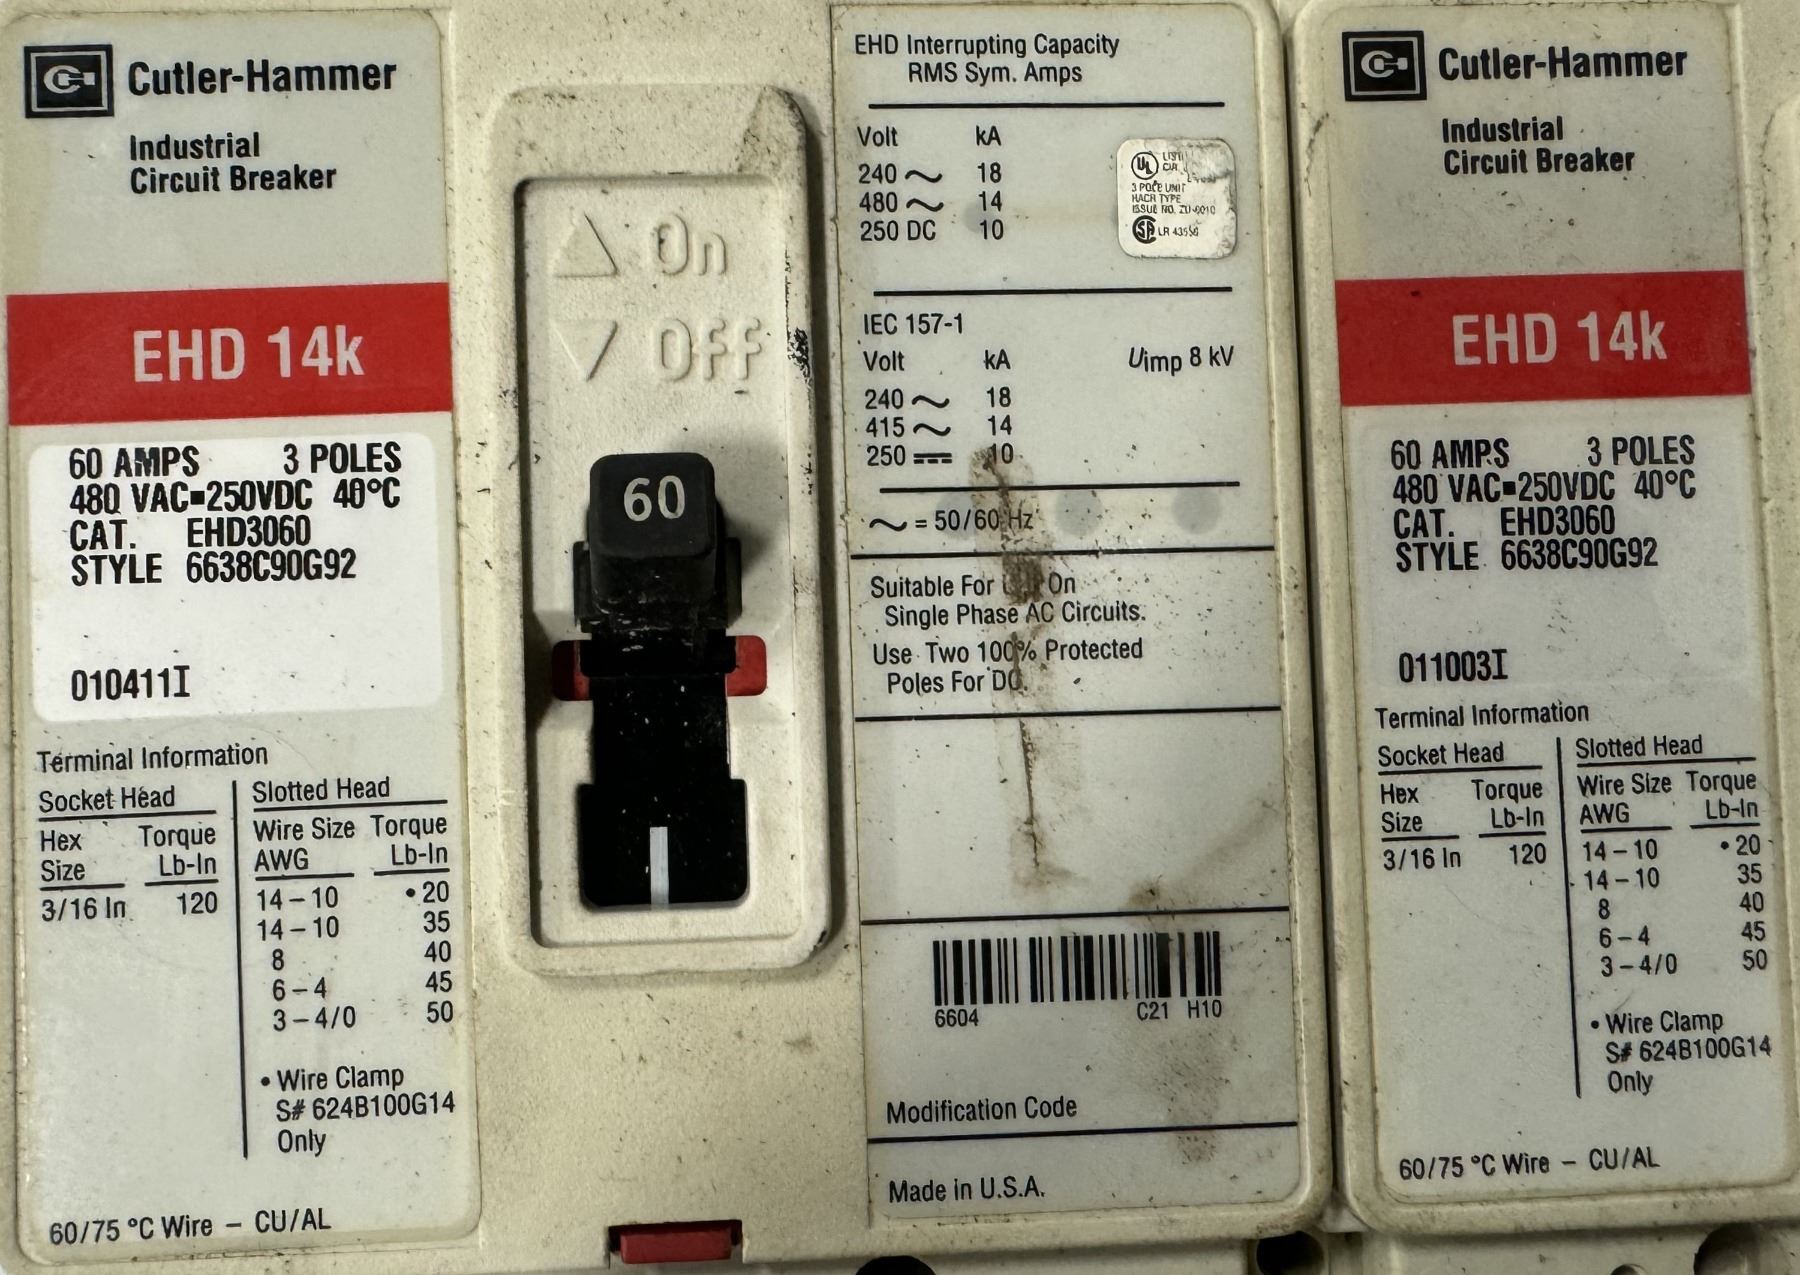 Cutler-Hammer
Industrial
Circuit Breaker
EHD 14k
60 AMPS 3 POLES
480 VAC▪250VDC 40°C
CAT. EHD3060
STYLE 6638C90G92
010411I
Terminal Information
Socket Head
Hex Torque
Size Lb-In
3/16 In 120
Slotted Head
Wire Size Torque
AWG Lb-In
14 – 10 • 20
14 – 10 35
8 40
6 – 4 45
3 – 4/0 50
• Wire Clamp
S# 624B100G14
Only
60/75 °C Wire – CU/AL
On
Off
60
EHD Interrupting Capacity
RMS Sym. Amps
Volt kA
240 ~ 18
480 ~ 14
250 DC 10
UL
3 POLE UNIT
HACR TYPE
ISSUE NO.
LR
IEC 157-1
Volt kA Uimp 8 kV
240 ~ 18
415 ~ 14
250 ⎓ 10
~ = 50/60 Hz
Suitable For On
Single Phase AC Circuits.
Use Two 100% Protected
Poles For DC.
6604 C21 H10
Modification Code
Made in U.S.A.
Cutler-Hammer
Industrial
Circuit Breaker
EHD 14k
60 AMPS 3 POLES
480 VAC▪250VDC 40°C
CAT. EHD3060
STYLE 6638C90G92
011003I
Terminal Information
Socket Head
Hex Torque
Size Lb-In
3/16 In 120
Slotted Head
Wire Size Torque
AWG Lb-In
14 – 10 • 20
14 – 10 35
8 40
6 – 4 45
3 – 4/0 50
• Wire Clamp
S# 624B100G14
Only
60/75 °C Wire – CU/AL